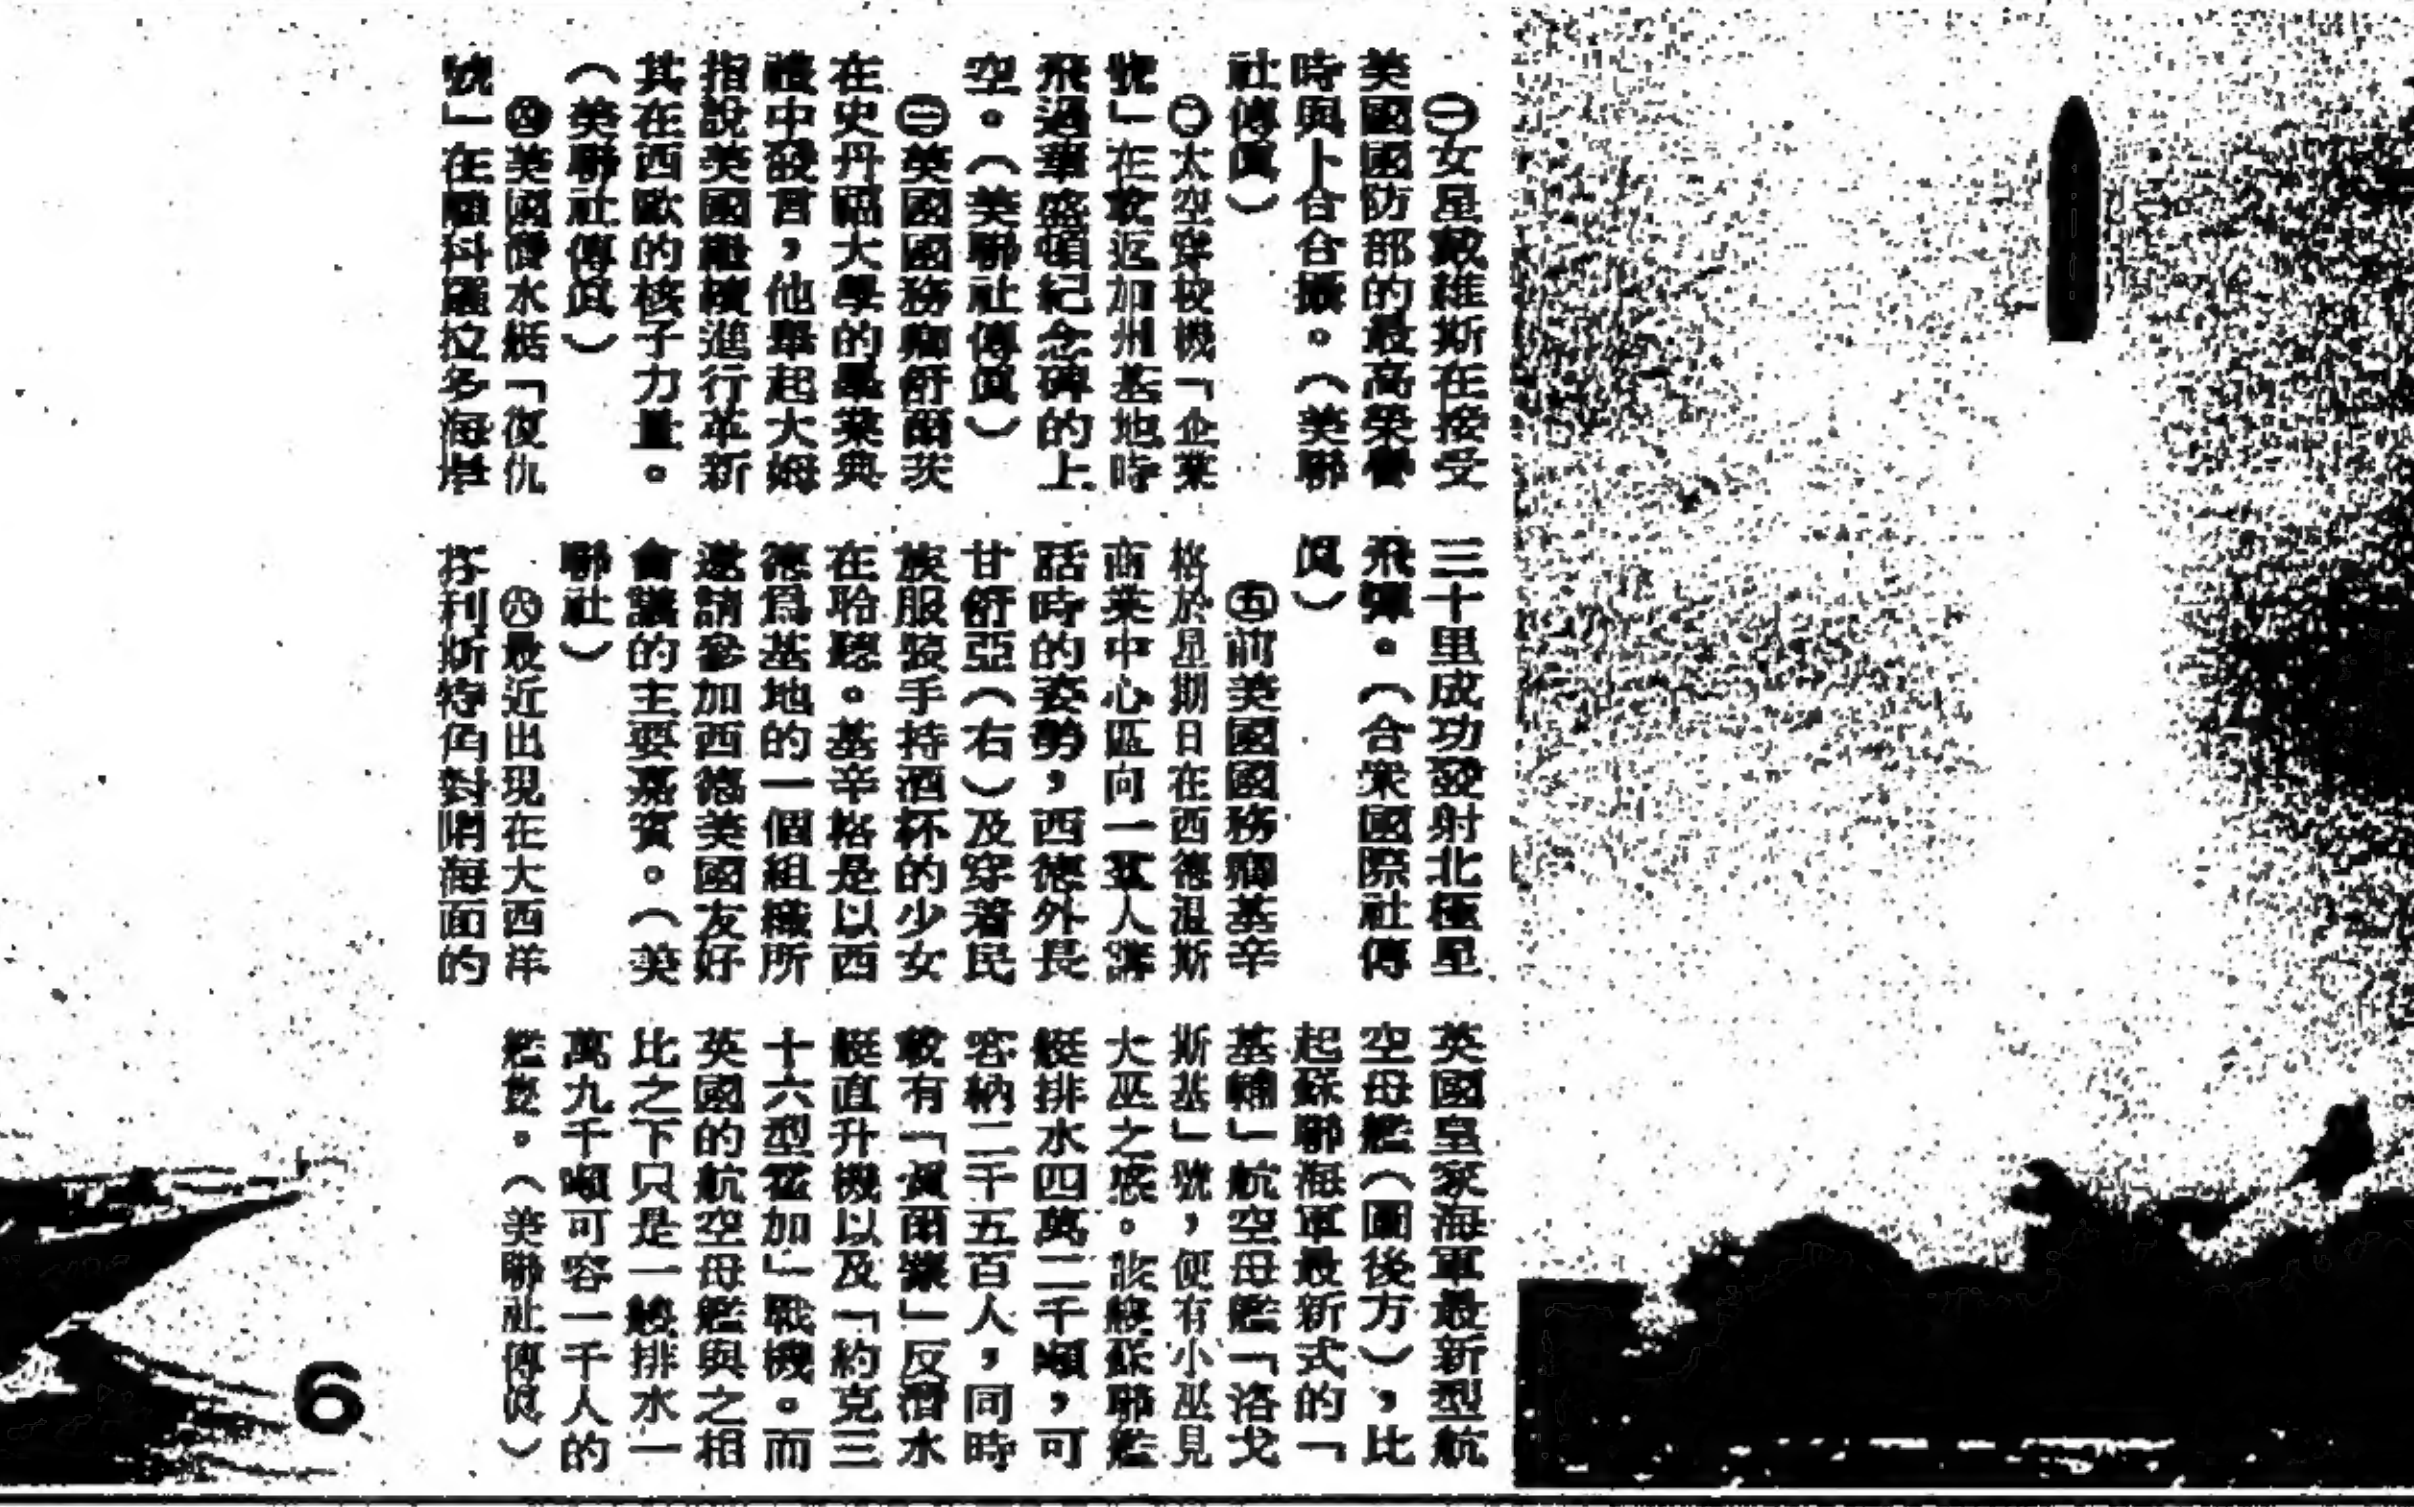 ㊀女星戴維斯在接受
美國國防部的最高榮譽
時與卜合合攝。(美聯
社傳眞)
㊁太空穿梭機「企業
號」在載返加州基地時
飛過華盛頓紀念碑的上
空。(美聯社傳眞)
㊂美國國務卿舒爾茨
在史丹福大學的畢業典
禮中發言,他舉起大姆
指說美國繼續進行革新
其在西歐的核子力量。
(美聯社傳眞)
㊃英國潛水艇「復仇
號」在離科羅拉多海岸
三十里成功發射北極星
飛彈。(合衆國際社傳
眞)
㊄前美國國務卿基辛
格於星期日在西德溫斯
商業中心區向一羣人講
話時的姿勢,西德外長
甘舒亞(右)及穿着民
族服裝手持酒杯的少女
在聆聽。基辛格是以西
德爲基地的一個組織所
邀請參加西德美國友好
會議的主要嘉賓。(美
聯社)
㊅最近出現在大西洋
利斯特角對開海面的
英國皇家海軍最新型航
空母艦(圖後方),比
起蘇聯海軍最新式的「
基輔」航空母艦「洛戈
斯基」號,便有小巫見
大巫之感。該艘蘇聯艦
艇排水四萬二千噸,可
容納二千五百人,同時
載有「賀爾蒙」反潛水
艇直升機以及「約克三
十六型霍加」戰機。而
英國的航空母艦與之相
比之下只是一艘排水一
萬九千噸可容一千人的
艦隻。(美聯社傳眞)
6